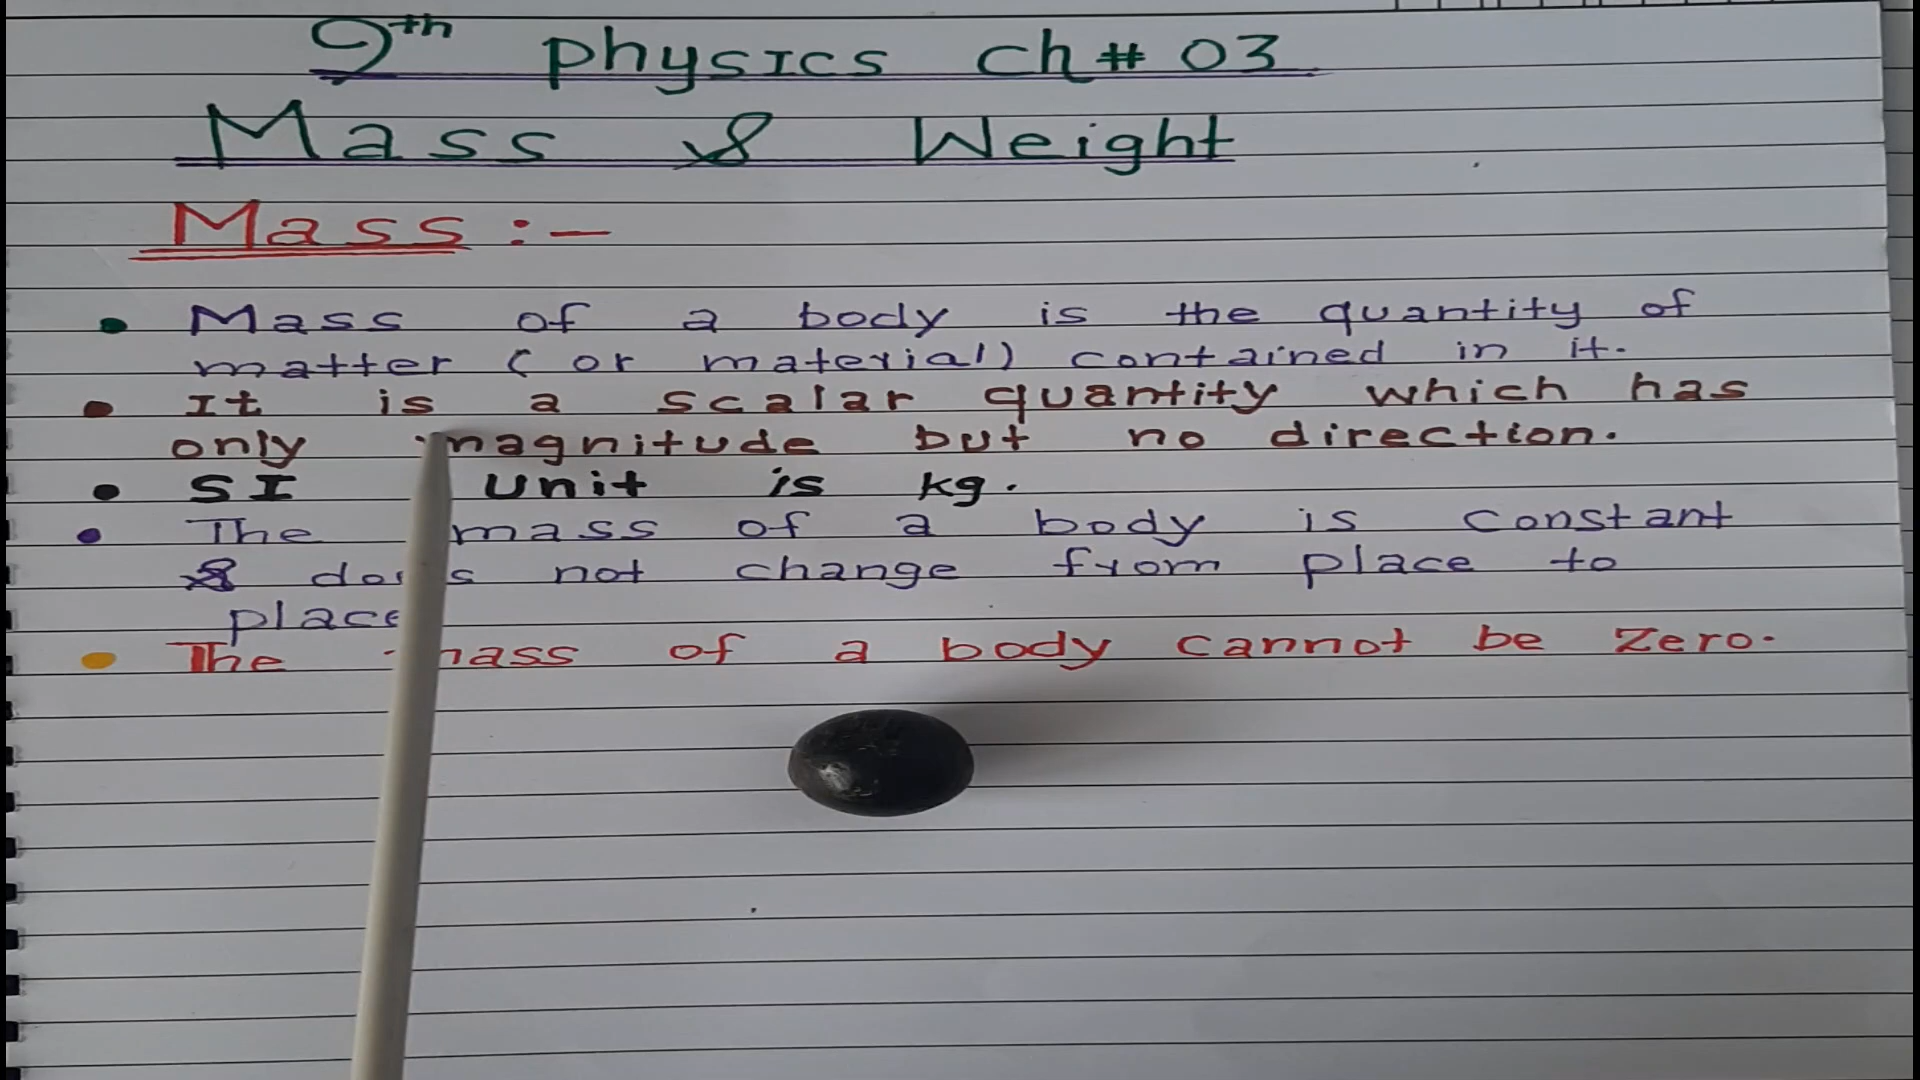 9th Physics Ch # 03
Mass & Weight
Mass :-
• Mass of a body is the quantity of
matter (or material) contained in it.
• It is a scalar quantity which has
only magnitude but no direction.
• SI Unit is kg.
• The mass of a body is constant
& does not change from place to
place
• The mass of a body cannot be Zero.